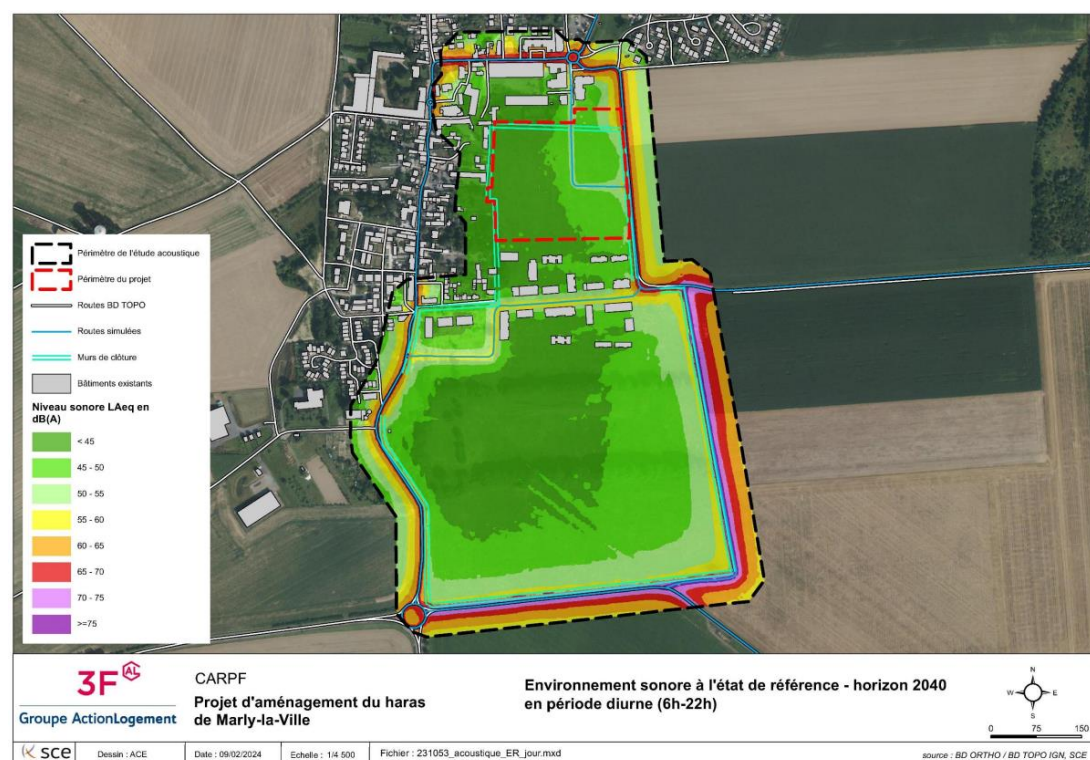 Périmètre de l'étude acoustique
Périmètre du projet
Routes BD TOPO
Routes simulées
Murs de clôture
Bâtiments existants
Niveau sonore LAeq en
dB(A)
< 45
45 - 50
50 - 55
55 - 60
60 - 65
65 - 70
70 - 75
>=75
3F AL
Groupe ActionLogement
CARPF
Projet d'aménagement du haras
de Marly-la-Ville
Environnement sonore à l'état de référence - horizon 2040
en période diurne (6h-22h)
N
W E
S
0 75 150
sce
Dessin : ACE
Date : 09/02/2024
Echelle : 1/4 500
Fichier : 231053_acoustique_ER_jour.mxd
source : BD ORTHO / BD TOPO IGN, SCE